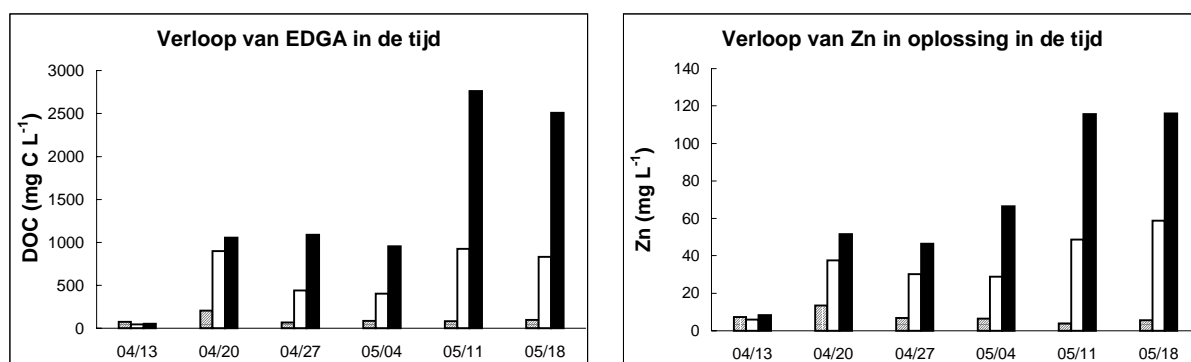 Verloop van EDGA in de tijd
DOC (mg C L-1)
3000
2500
2000
1500
1000
500
0
04/13 04/20 04/27 05/04 05/11 05/18
Verloop van Zn in oplossing in de tijd
Zn (mg L-1)
140
120
100
80
60
40
20
0
04/13 04/20 04/27 05/04 05/11 05/18